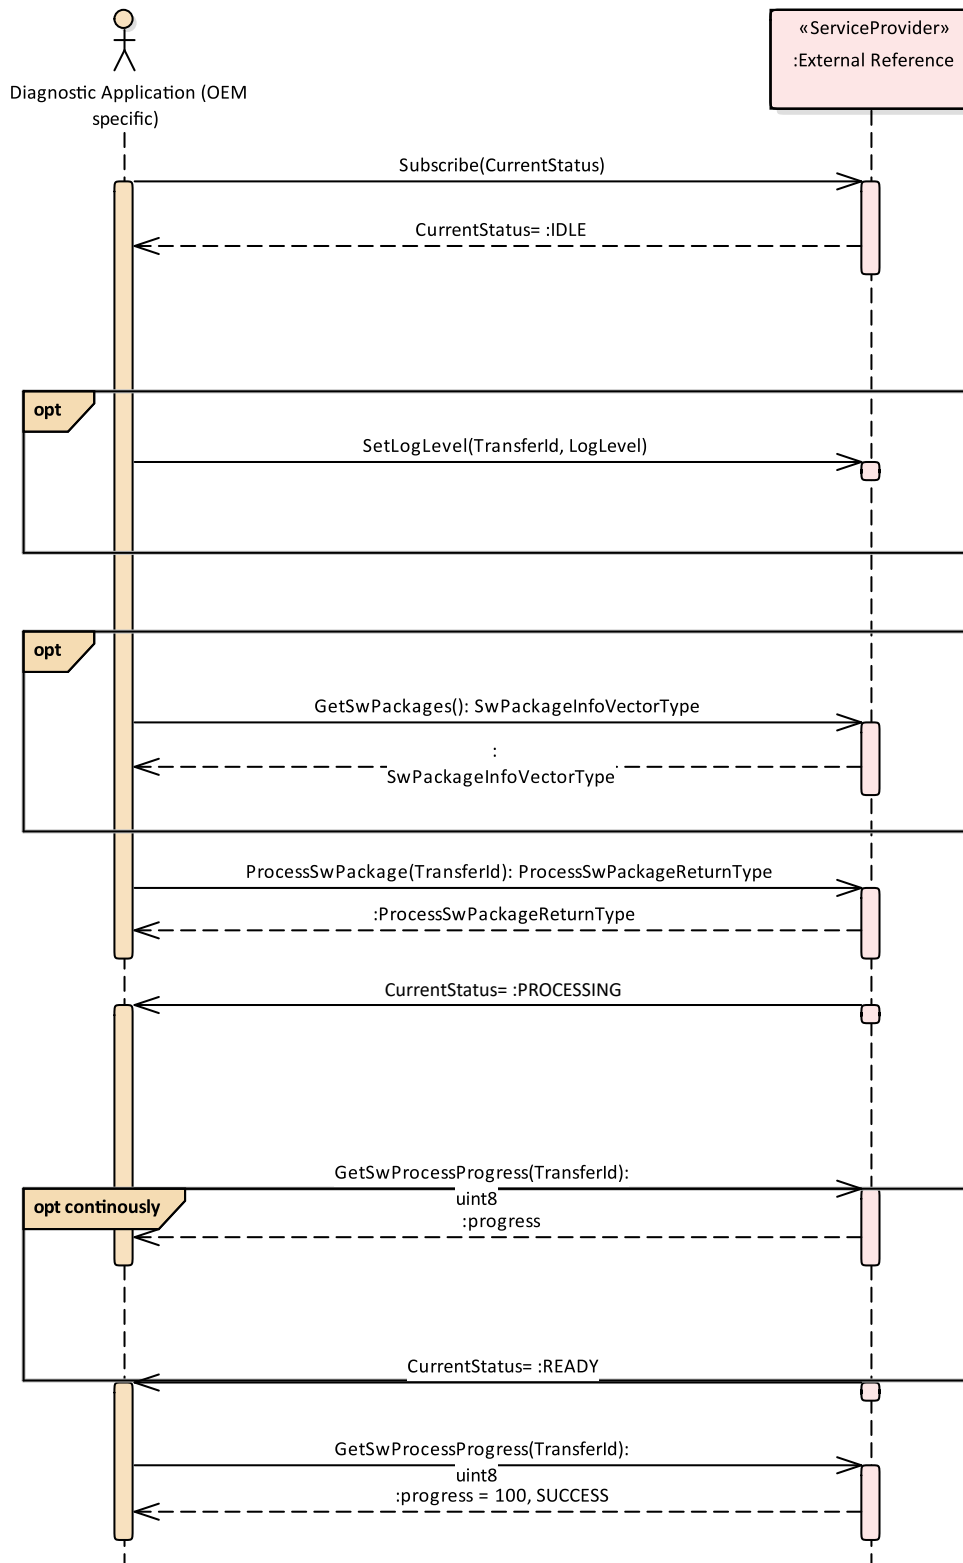 «ServiceProvider»
:External Reference
Diagnostic Application (OEM
specific)
Subscribe(CurrentStatus)
CurrentStatus= :IDLE
opt
SetLogLevel(TransferId, LogLevel)
opt
GetSwPackages(): SwPackageInfoVectorType
:
SwPackageInfoVectorType
ProcessSwPackage(TransferId): ProcessSwPackageReturnType
:ProcessSwPackageReturnType
CurrentStatus= :PROCESSING
GetSwProcessProgress(TransferId):
uint8
opt continously
:progress
CurrentStatus= :READY
GetSwProcessProgress(TransferId):
uint8
:progress = 100, SUCCESS